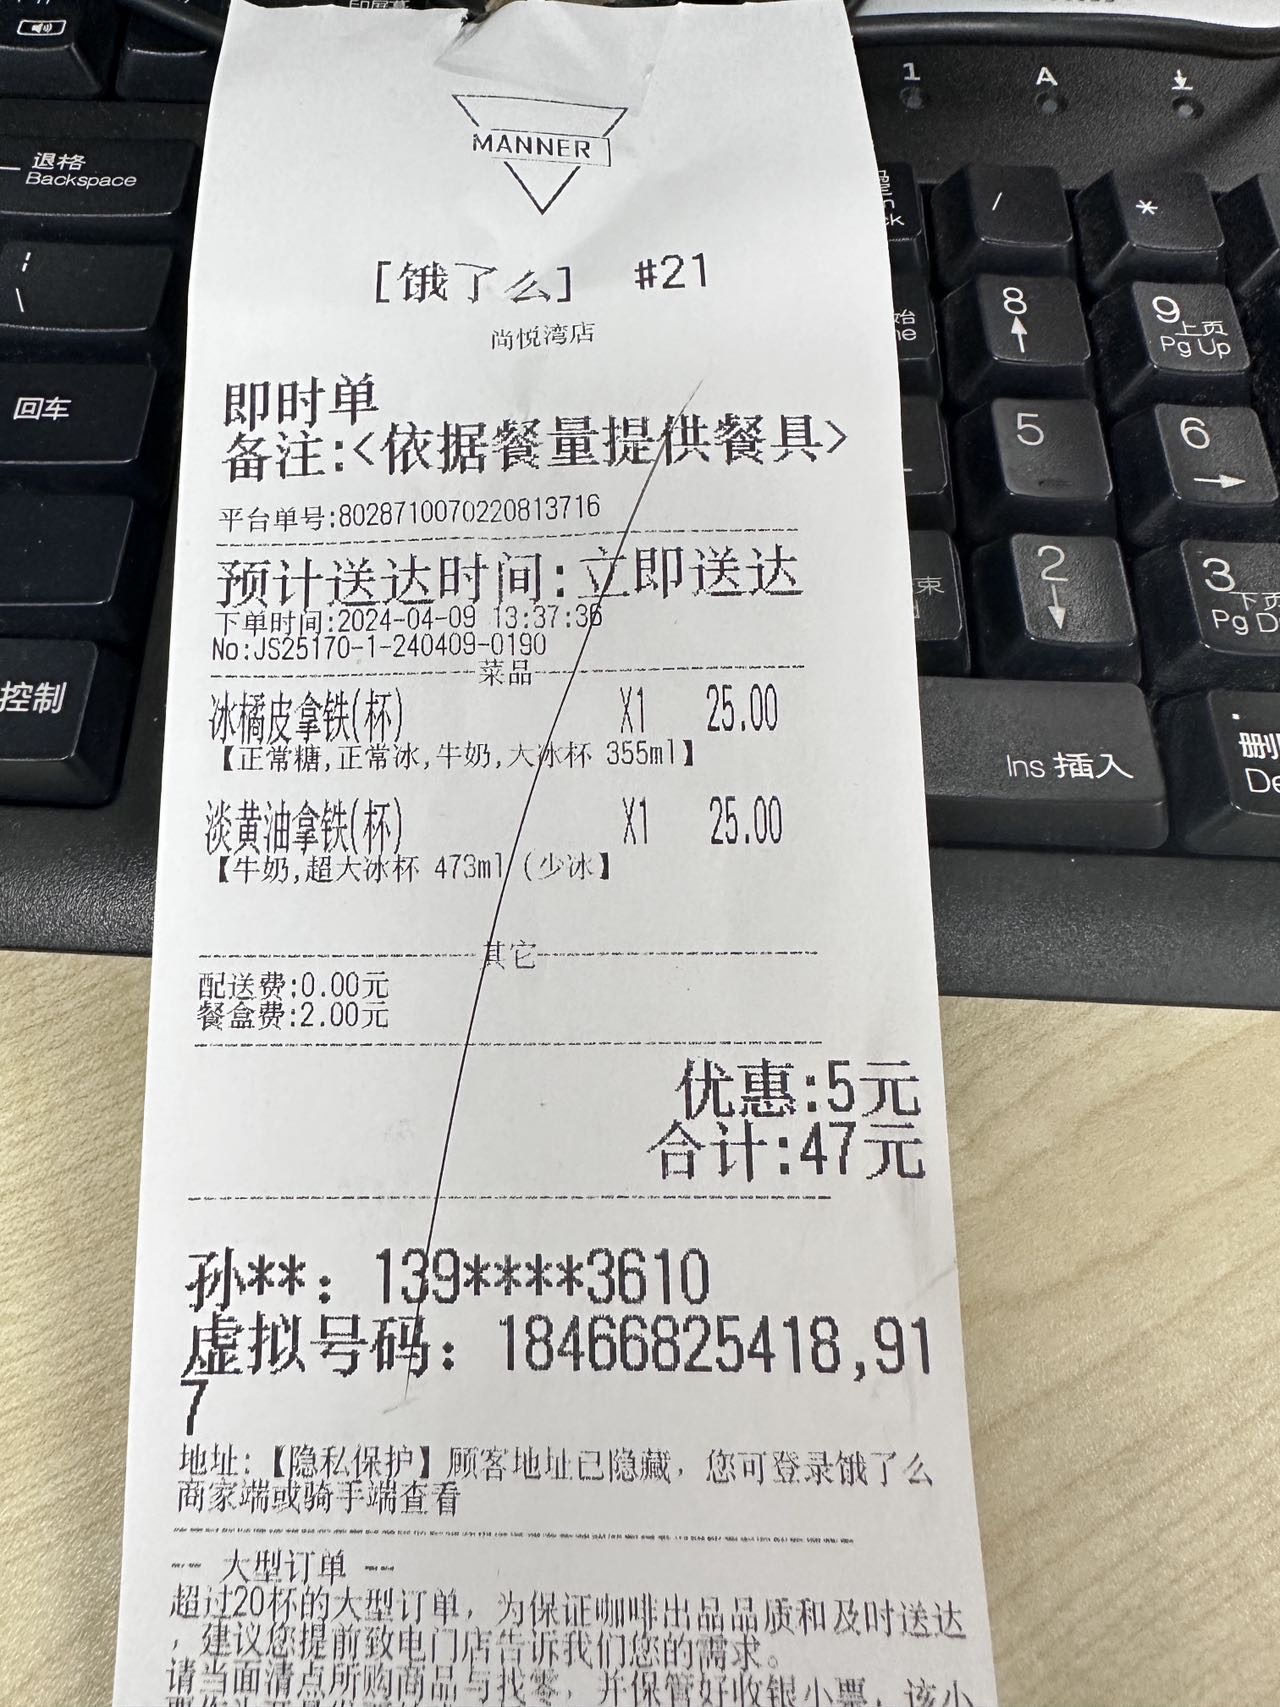 MANNER
[饿了么] #21
尚悦湾店
即时单
备注:<依据餐量提供餐具>
平台单号:8028710070220813716
预计送达时间:立即送达
下单时间:2024-04-09 13:37:36
No:JS25170-1-240409-0190
菜品
冰橘皮拿铁(杯) X1 25.00
【正常糖,正常冰,牛奶,大冰杯 355ml】
淡黄油拿铁(杯) X1 25.00
【牛奶,超大冰杯 473ml (少冰】
其它
配送费:0.00元
餐盒费:2.00元
优惠:5元
合计:47元
孙**: 139****3610
虚拟号码: 18466825418,91
7
地址:【隐私保护】顾客地址已隐藏, 您可登录饿了么
商家端或骑手端查看
-- 大型订单 --
超过20杯的大型订单, 为保证咖啡出品品质和及时送达
, 建议您提前致电门店告诉我们您的需求。
请当面清点所购商品与找零, 并保管好收银小票, 该小
退格
Backspace
回车
控制
1 A
/ *
8
9 上页
Pg Up
5
6
2
3 下页
Ins 插入